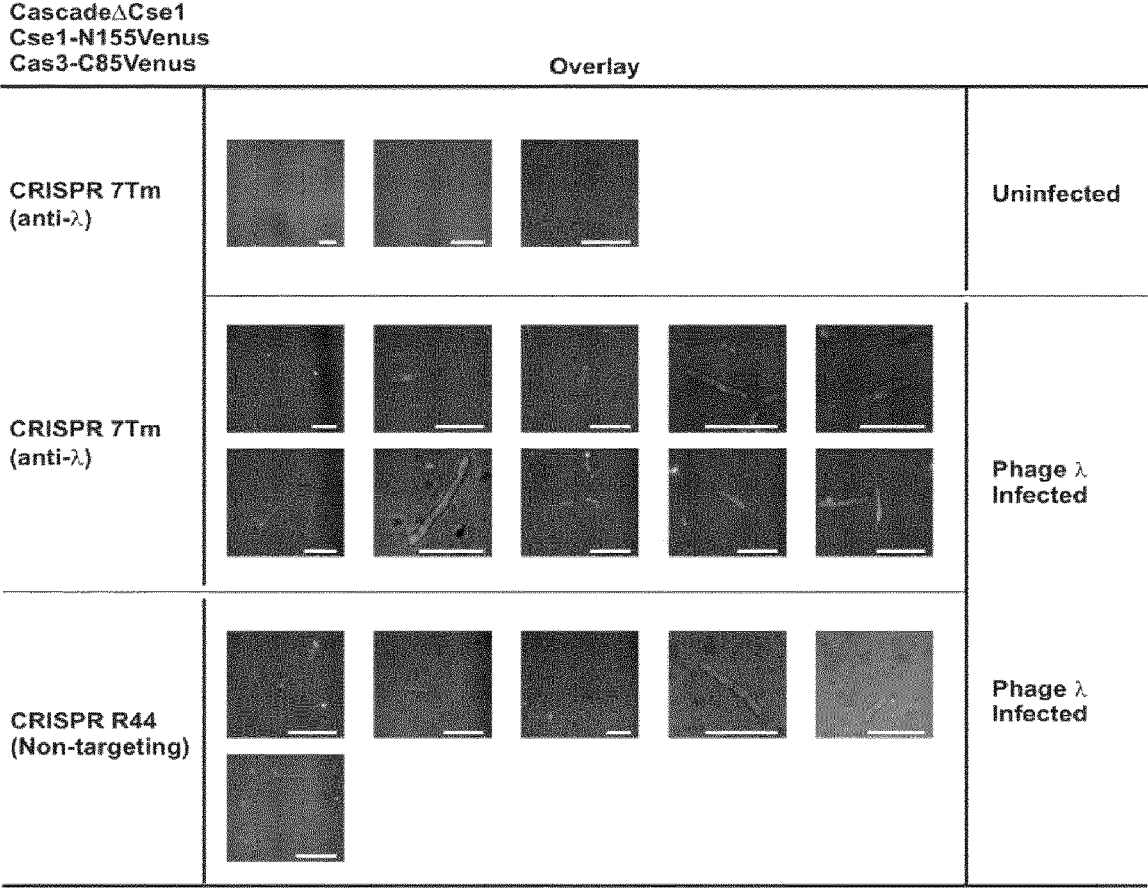 CascadeΔCse1
Cse1-N155Venus
Cas3-C85Venus
Overlay
CRISPR 7Tm
(anti-λ)
Uninfected
CRISPR 7Tm
(anti-λ)
Phage λ
Infected
CRISPR R44
(Non-targeting)
Phage λ
Infected